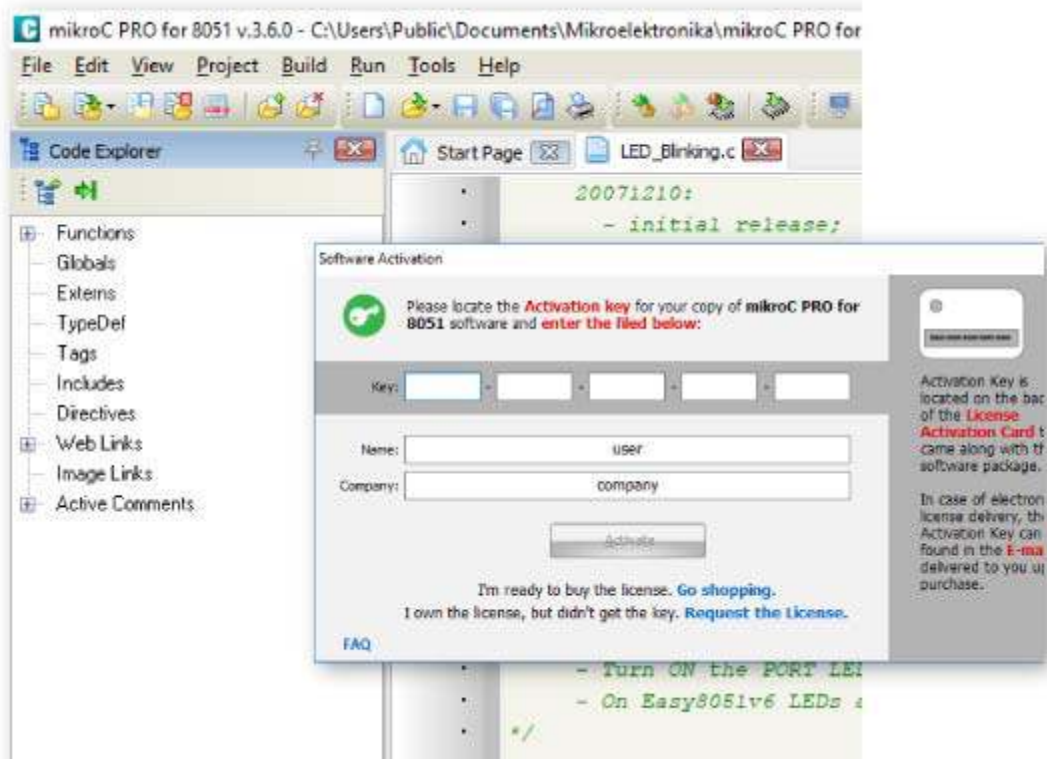 mikroC PRO for 8051 v.3.6.0 - C:\Users\Public\Documents\Mikroelektronika\mikroC PRO for
File Edit View Project Build Run Tools Help
Code Explorer
Start Page
LED_Blinking.c
Functions
Globals
Externs
TypeDef
Tags
Includes
Directives
Web Links
Image Links
Active Comments
20071210:
- initial release;
Software Activation
Please locate the Activation key for your copy of mikroC PRO for
8051 software and enter the filed below:
Key: - - - -
Name: user
Company: company
Activate
I'm ready to buy the license. Go shopping.
I own the license, but didn't get the key. Request the License.
FAQ
Activation Key is
located on the bac
of the License
Activation Card t
came along with th
software package.
In case of electron
license delivery, the
Activation Key can
found in the E-ma
delivered to you up
purchase.
- Turn ON the PORT LE
- On Easy8051v6 LEDs
*/